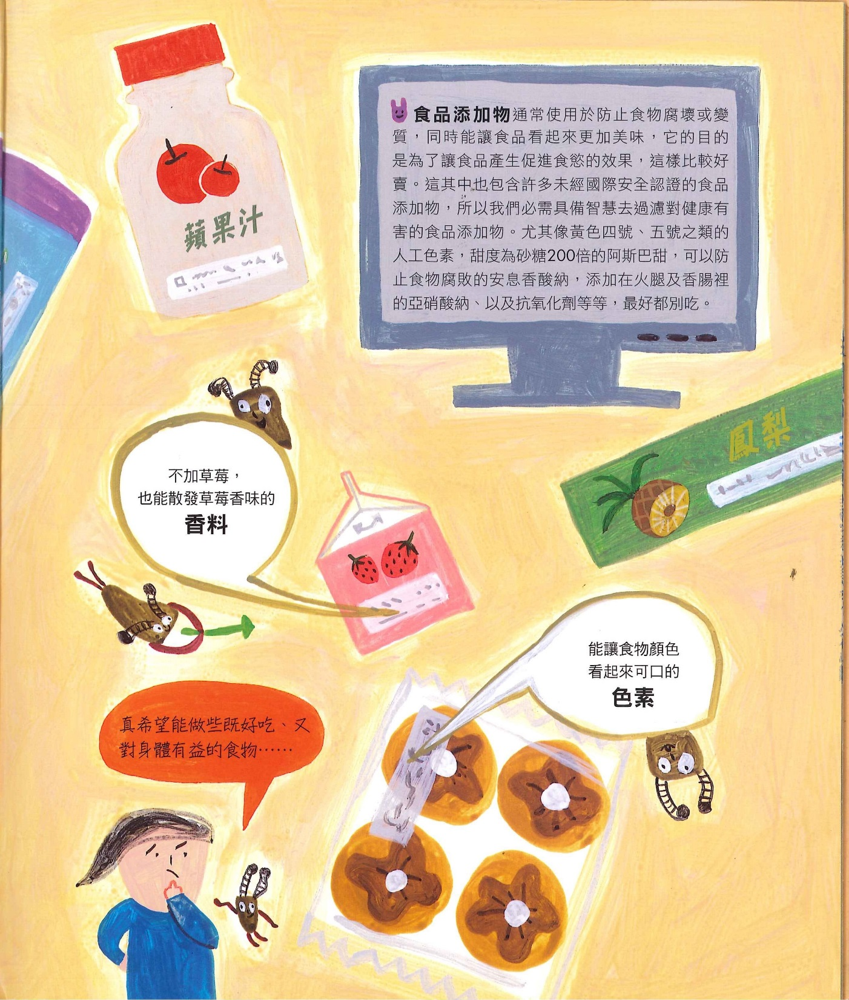 蘋果汁
食品添加物通常使用於防止食物腐壞或變
質，同時能讓食品看起來更加美味，它的目的
是為了讓食品產生促進食慾的效果，這樣比較好
賣。這其中也包含許多未經國際安全認證的食品
添加物，所以我們必需具備智慧去過濾對健康有
害的食品添加物。尤其像黃色四號、五號之類的
人工色素，甜度為砂糖200倍的阿斯巴甜，可以防
止食物腐敗的安息香酸納，添加在火腿及香腸裡
的亞硝酸納、以及抗氧化劑等等，最好都別吃。
鳳梨
不加草莓，
也能散發草莓香味的
香料
能讓食物顏色
看起來可口的
色素
真希望能做些既好吃、又
對身體有益的食物……